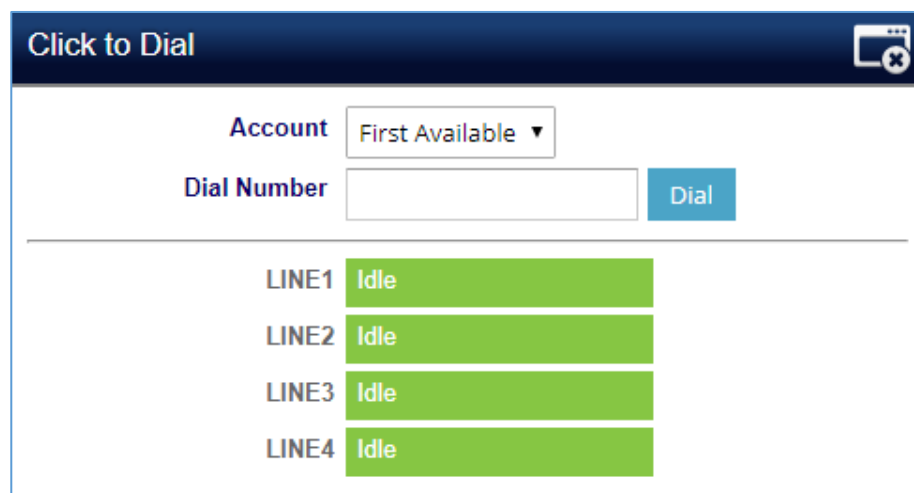 Click to Dial
Account First Available
Dial Number Dial
LINE1 Idle
LINE2 Idle
LINE3 Idle
LINE4 Idle